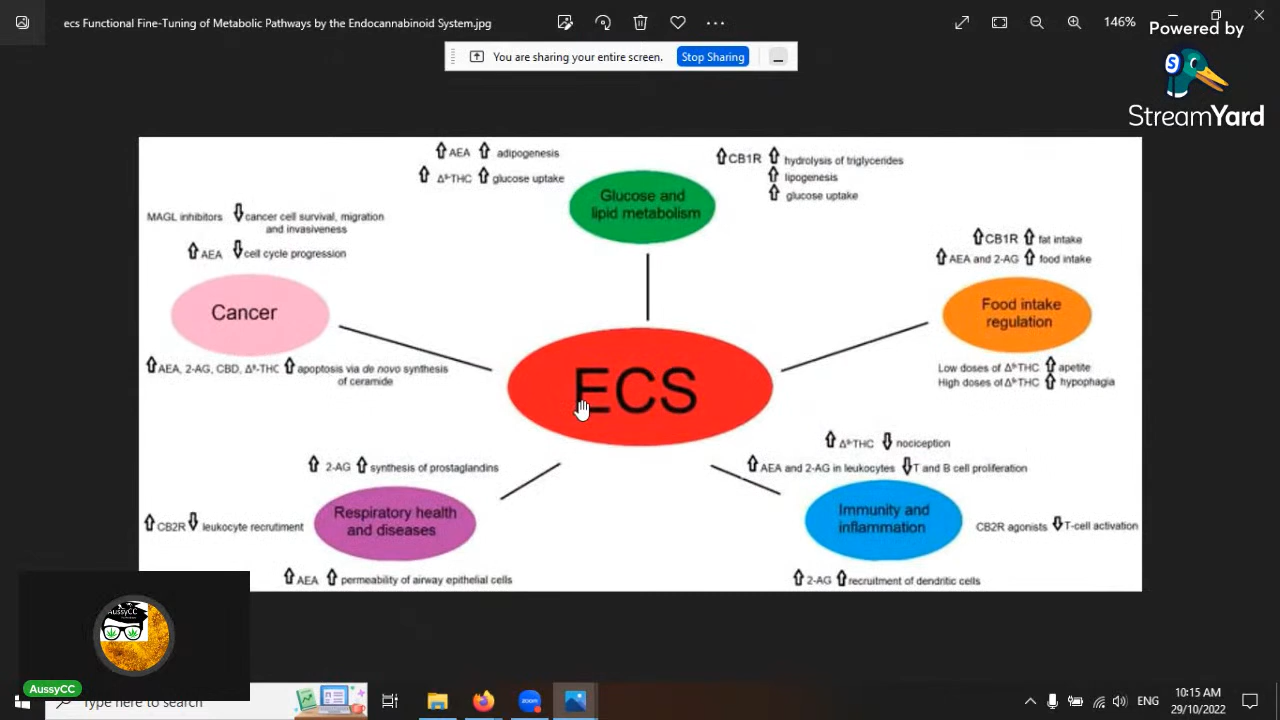 ecs Functional Fine-Tuning of Metabolic Pathways by the Endocannabinoid System.jpg
146%
Powered by
StreamYard
You are sharing your entire screen.
Stop Sharing
⇧ AEA ⇧ adipogenesis
⇧ Δ⁹-THC ⇧ glucose uptake
Glucose and
lipid metabolism
⇧ CB1R ⇧ hydrolysis of triglycerides
⇧ lipogenesis
⇧ glucose uptake
MAGL inhibitors ⇩ cancer cell survival, migration
and invasiveness
⇧ AEA ⇩ cell cycle progression
Cancer
⇧ AEA, 2-AG, CBD, Δ⁹-THC ⇧ apoptosis via de novo synthesis
of ceramide
⇧ CB1R ⇧ fat intake
⇧ AEA and 2-AG ⇧ food intake
Food intake
regulation
Low doses of Δ⁹-THC ⇧ apetite
High doses of Δ⁹-THC ⇧ hypophagia
ECS
⇧ 2-AG ⇧ synthesis of prostaglandins
Respiratory health
and diseases
⇧ CB2R ⇩ leukocyte recrutiment
⇧ AEA ⇧ permeability of airway epithelial cells
⇧ Δ⁹-THC ⇩ nociception
⇧ AEA and 2-AG in leukocytes ⇩ T and B cell proliferation
Immunity and
inflammation
CB2R agonists ⇩ T-cell activation
⇧ 2-AG ⇧ recruitment of dendritic cells
AussyCC
AussyCC
Type here to search
zoom
ENG
10:15 AM
29/10/2022